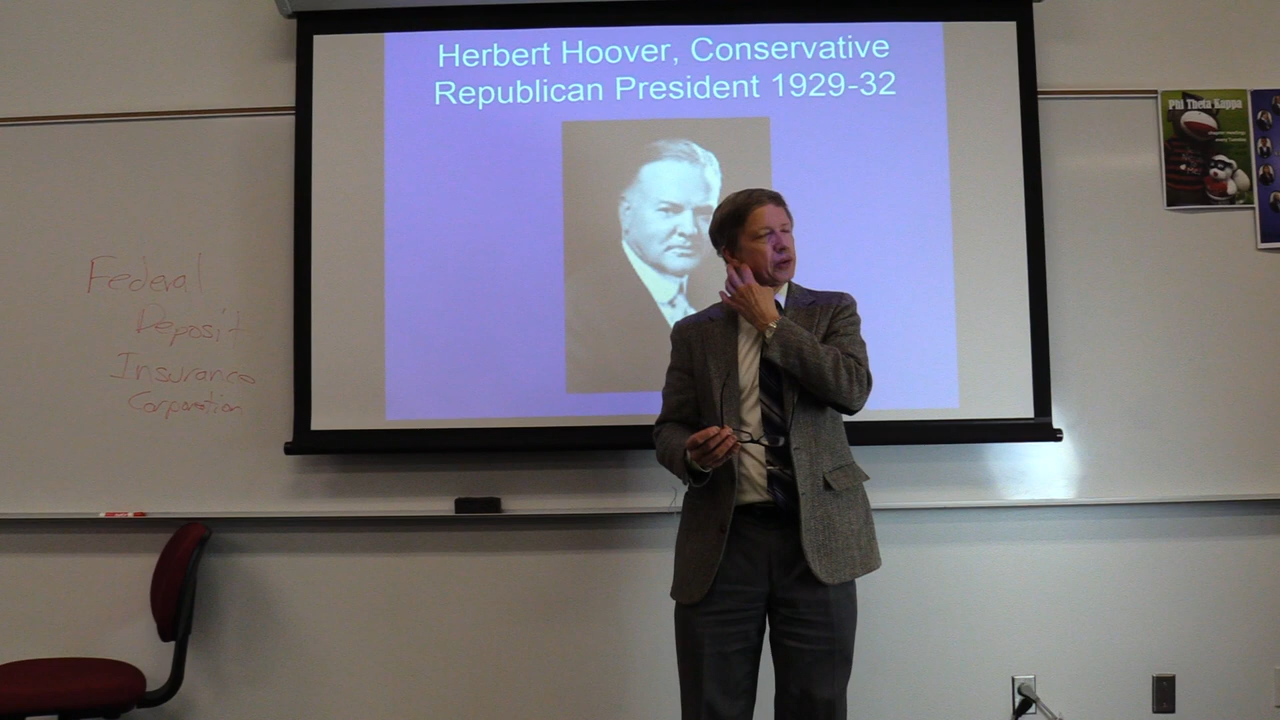 Herbert Hoover, Conservative
Republican President 1929-32
Federal
Deposit
Insurance
Corporation
Phi Theta Kappa